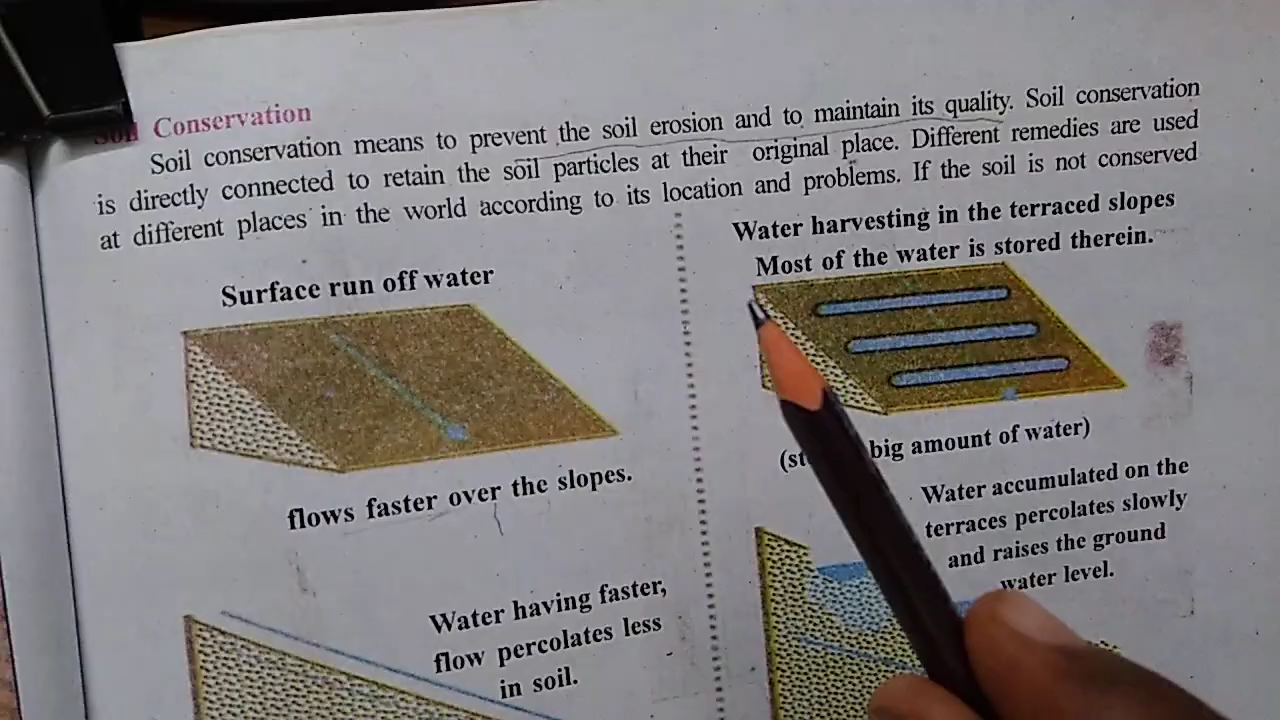 Soil Conservation
Soil conservation means to prevent the soil erosion and to maintain its quality. Soil conservation
is directly connected to retain the soil particles at their original place. Different remedies are used
at different places in the world according to its location and problems. If the soil is not conserved
Surface run off water
flows faster over the slopes.
Water having faster,
flow percolates less
in soil.
Water harvesting in the terraced slopes
Most of the water is stored therein.
big amount of water)
Water accumulated on the
terraces percolates slowly
and raises the ground
water level.